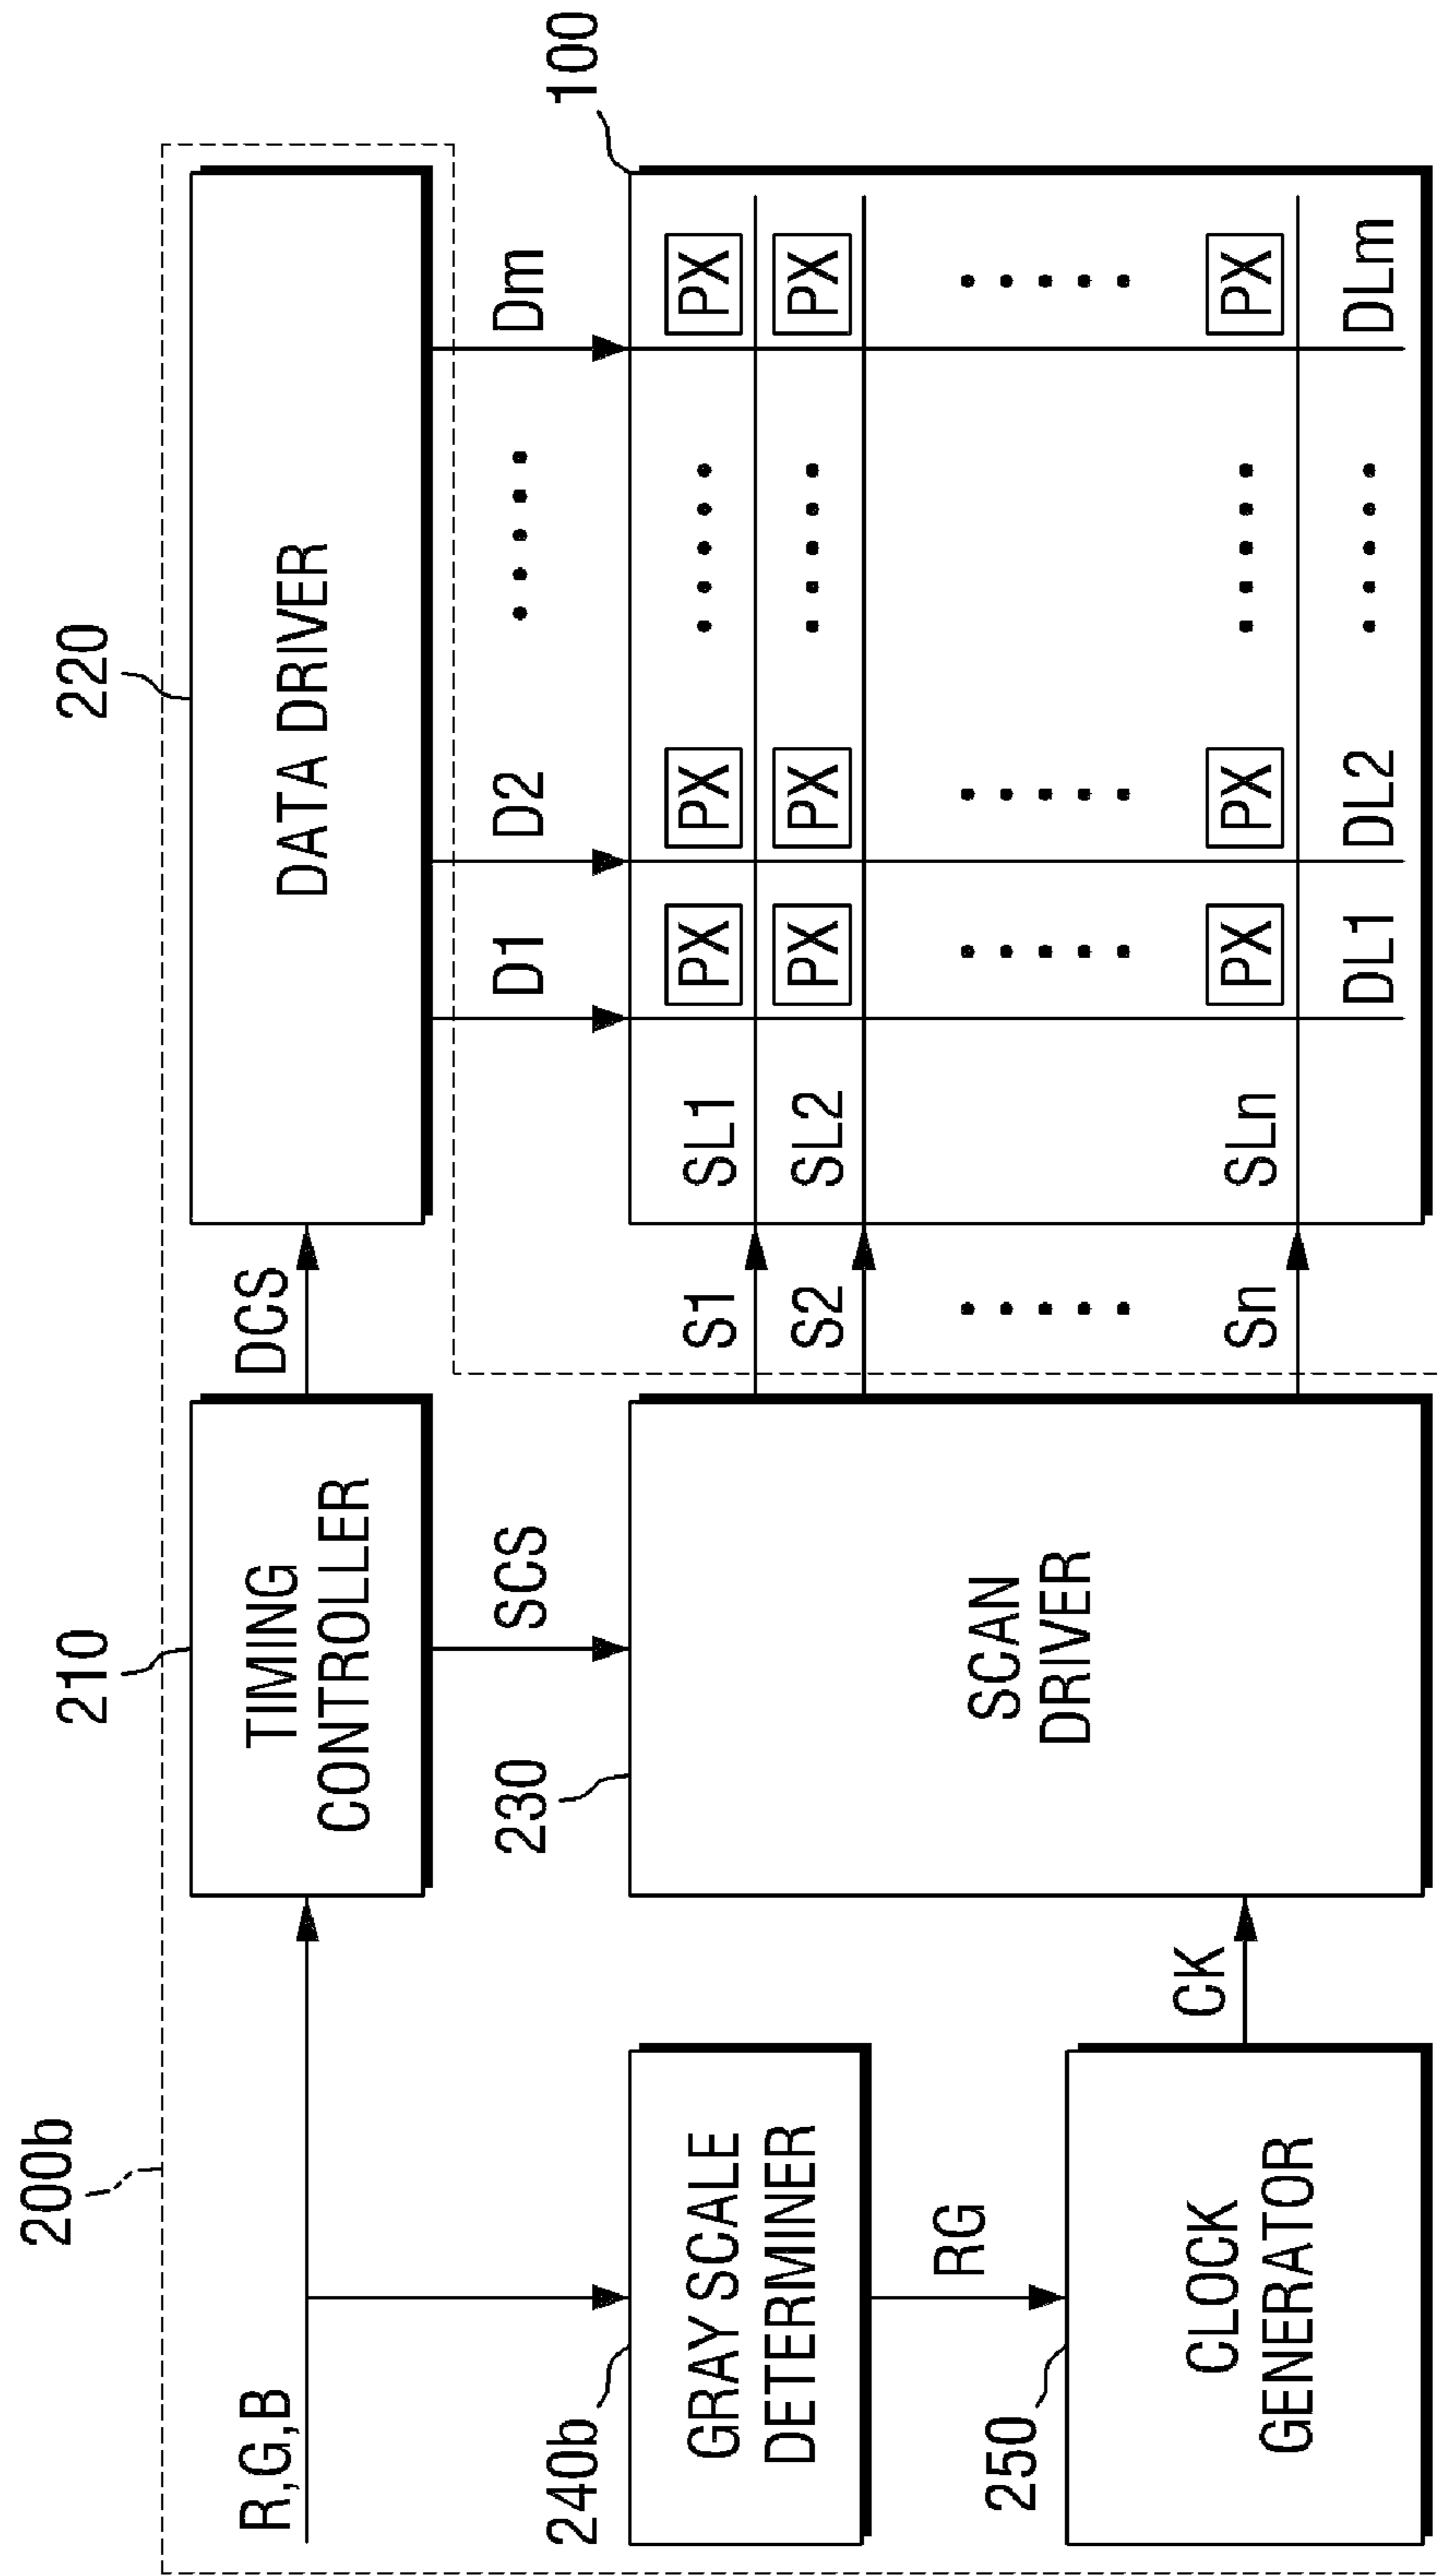 200b
210
220
R,G,B
TIMING
CONTROLLER
DCS
DATA DRIVER
SCS
D1
D2
.....
Dm
100
240b
GRAY SCALE
DETERMINER
230
SCAN
DRIVER
S1
SL1
PX
PX
.....
PX
S2
SL2
PX
PX
.....
PX
RG
.....
.....
.....
.....
250
CLOCK
GENERATOR
CK
Sn
SLn
PX
PX
.....
PX
DL1
DL2
.....
DLm